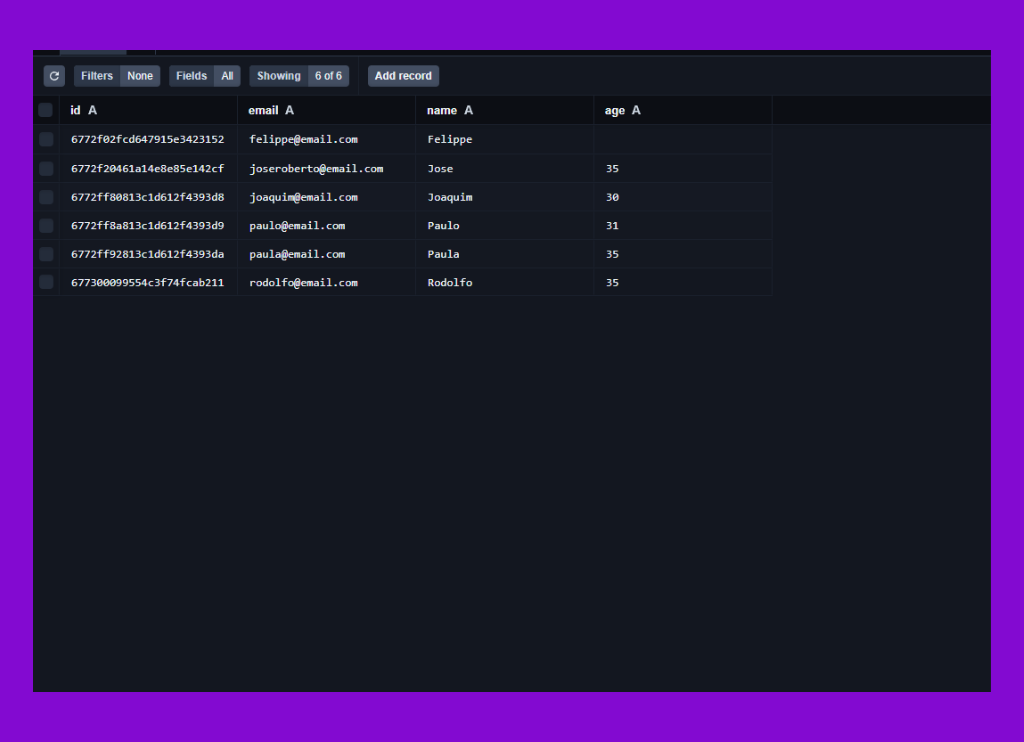 Filters None Fields All Showing 6 of 6 Add record
id A email A name A age A
6772f02fcd647915e3423152 felippe@email.com Felippe
6772f20461a14e8e85e142cf joseroberto@email.com Jose 35
6772ff80813c1d612f4393d8 joaquim@email.com Joaquim 30
6772ff8a813c1d612f4393d9 paulo@email.com Paulo 31
6772ff92813c1d612f4393da paula@email.com Paula 35
677300099554c3f74fcab211 rodolfo@email.com Rodolfo 35